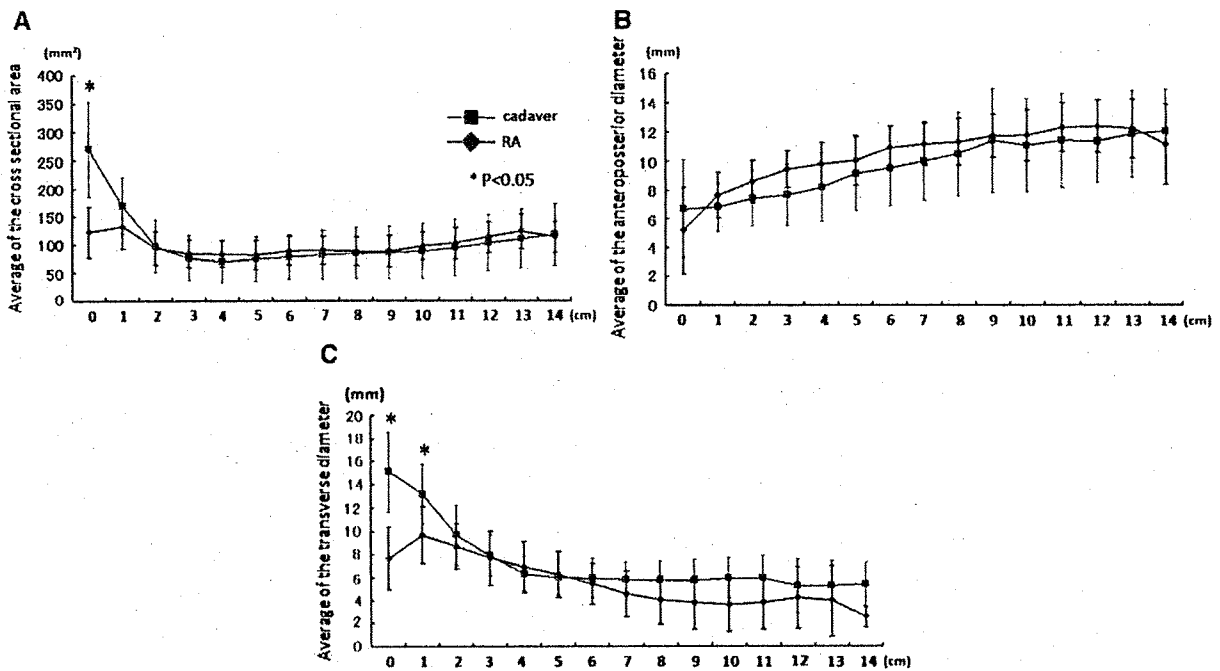 A
Average of the cross sectional area
(mm²)
400
350
300
250
200
150
100
50
0
*
cadaver
RA
* P<0.05
0 1 2 3 4 5 6 7 8 9 10 11 12 13 14 (cm)
B
Average of the anteroposterior diameter
(mm)
16
14
12
10
8
6
4
2
0
0 1 2 3 4 5 6 7 8 9 10 11 12 13 14 (cm)
C
Average of the transverse diameter
(mm)
20
18
16
14
12
10
8
6
4
2
0
*
*
0 1 2 3 4 5 6 7 8 9 10 11 12 13 14 (cm)